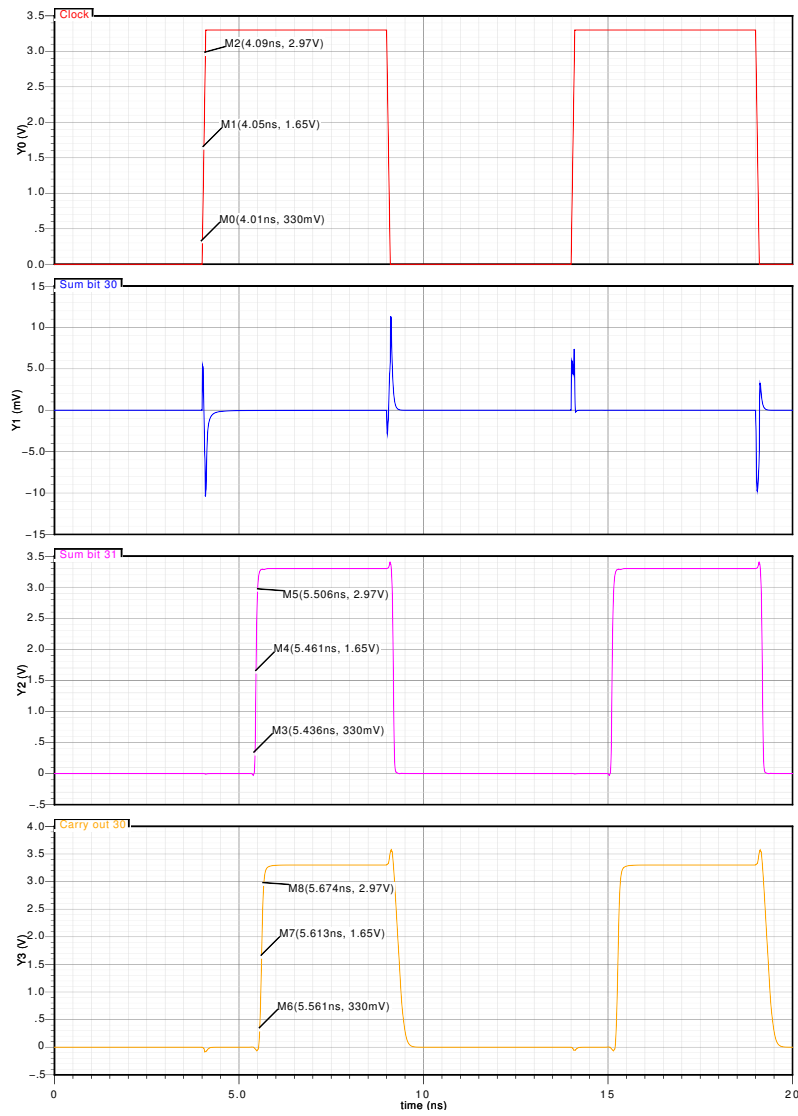 Clock
3.5
3.0
2.5
2.0
1.5
1.0
.5
0.0
Y0 (V)
M2(4.09ns, 2.97V)
M1(4.05ns, 1.65V)
M0(4.01ns, 330mV)
Sum bit 30
15
10
5.0
0
−5.0
−10
−15
Y1 (mV)
Sum bit 31
3.5
3.0
2.5
2.0
1.5
1.0
.5
0
−.5
Y2 (V)
M5(5.506ns, 2.97V)
M4(5.461ns, 1.65V)
M3(5.436ns, 330mV)
Carry out 30
4.0
3.5
3.0
2.5
2.0
1.5
1.0
.5
0
−.5
Y3 (V)
M8(5.674ns, 2.97V)
M7(5.613ns, 1.65V)
M6(5.561ns, 330mV)
0 5.0 10 15 20
time (ns)